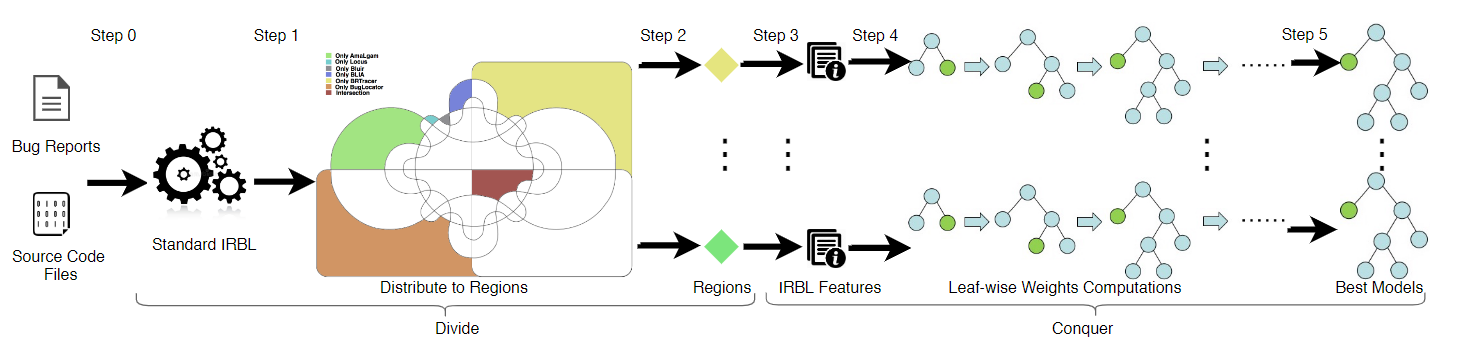 Step 0
Step 1
Step 2
Step 3
Step 4
Step 5
Only AmaLgam
Only Locus
Only Bluir
Only BLIA
Only BRTracer
Only BugLocator
Intersection
Bug Reports
Standard IRBL
Source Code
Files
Distribute to Regions
Regions
IRBL Features
Leaf-wise Weights Computations
Best Models
Divide
Conquer